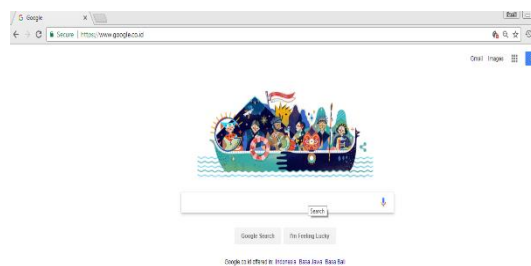 Google
Secure | https://www.google.co.id
Gmail Images
Search
Google Search I'm Feeling Lucky
Google.co.id offered in: Indonesia Basa Jawa Basa Bali